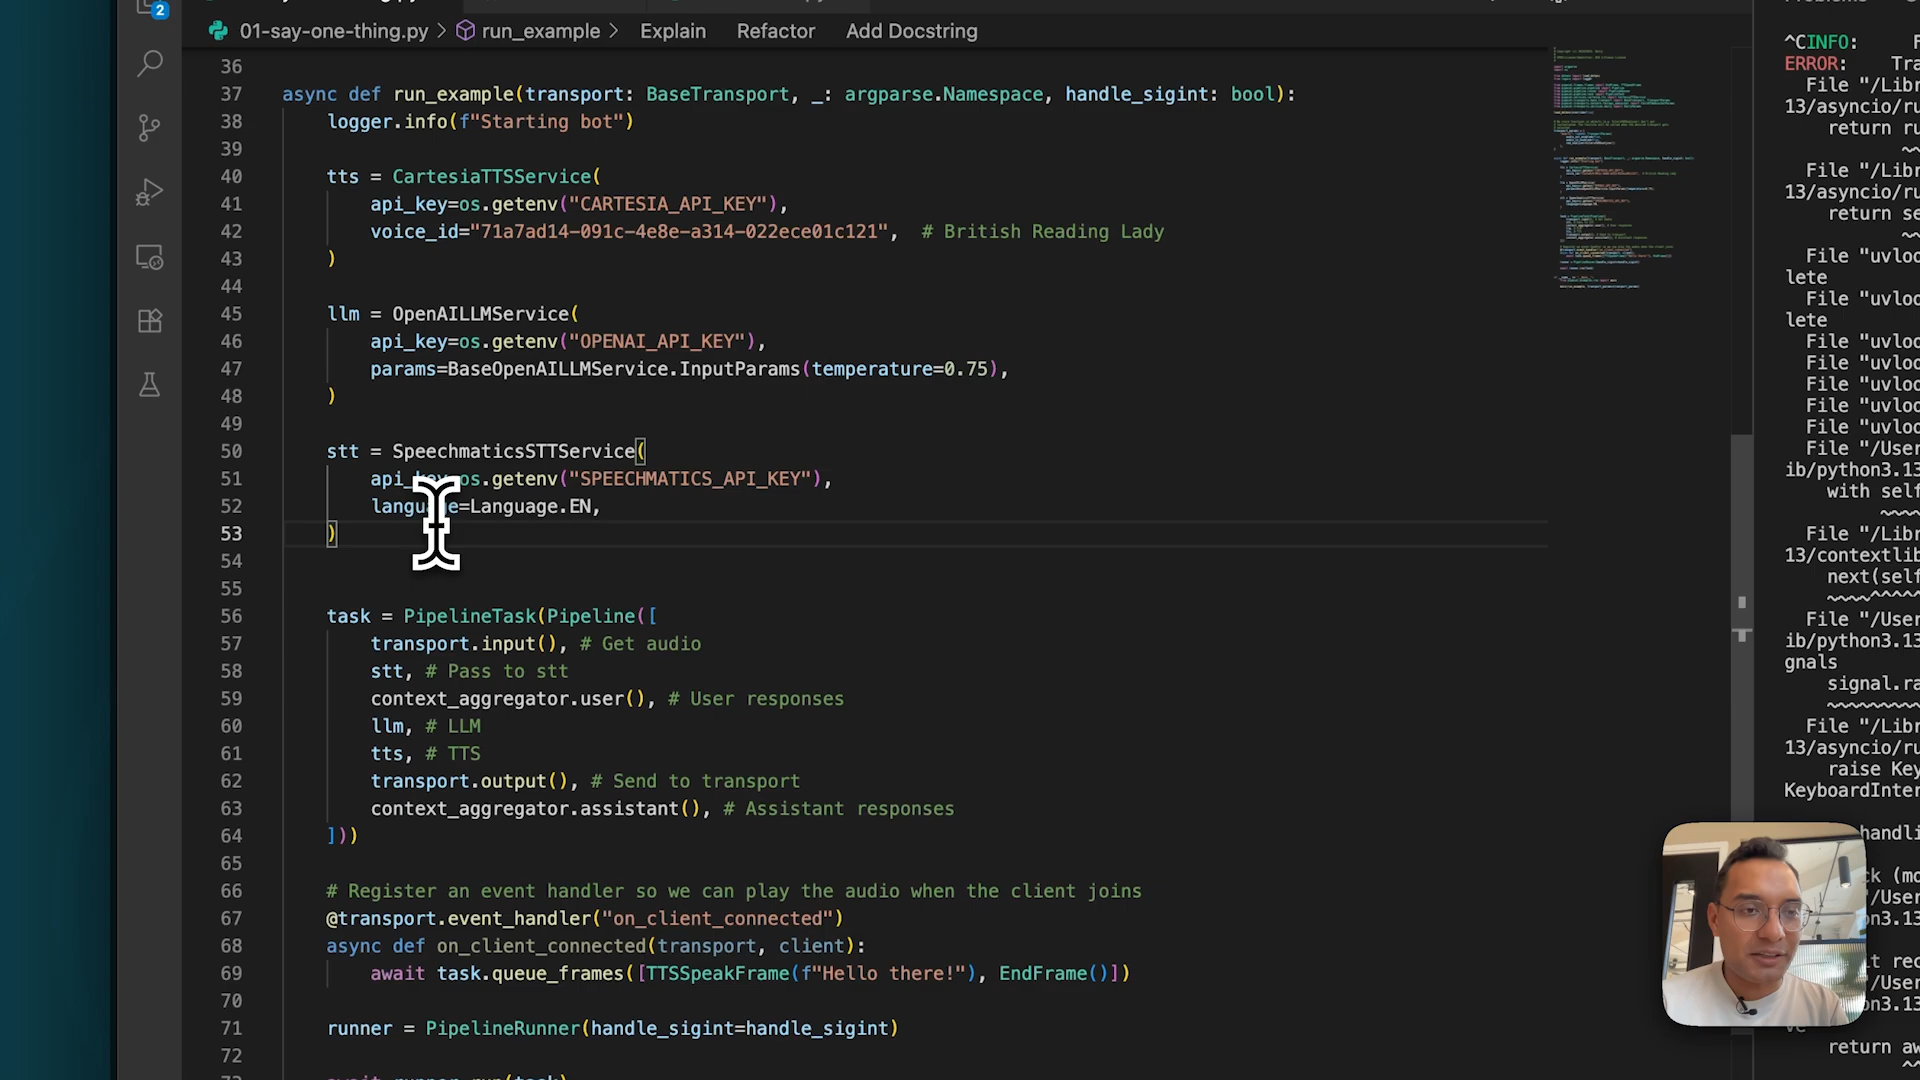 2
01-say-one-thing.py > run_example > Explain Refactor Add Docstring
36
37 async def run_example(transport: BaseTransport, _: argparse.Namespace, handle_sigint: bool):
38 logger.info(f"Starting bot")
39
40 tts = CartesiaTTSService(
41 api_key=os.getenv("CARTESIA_API_KEY"),
42 voice_id="71a7ad14-091c-4e8e-a314-022ece01c121", # British Reading Lady
43 )
44
45 llm = OpenAILLMService(
46 api_key=os.getenv("OPENAI_API_KEY"),
47 params=BaseOpenAILLMService.InputParams(temperature=0.75),
48 )
49
50 stt = SpeechmaticsSTTService(
51 api_key=os.getenv("SPEECHMATICS_API_KEY"),
52 language=Language.EN,
53 )
54
55
56 task = PipelineTask(Pipeline([
57 transport.input(), # Get audio
58 stt, # Pass to stt
59 context_aggregator.user(), # User responses
60 llm, # LLM
61 tts, # TTS
62 transport.output(), # Send to transport
63 context_aggregator.assistant(), # Assistant responses
64 ]))
65
66 # Register an event handler so we can play the audio when the client joins
67 @transport.event_handler("on_client_connected")
68 async def on_client_connected(transport, client):
69 await task.queue_frames([TTSSpeakFrame(f"Hello there!"), EndFrame()])
70
71 runner = PipelineRunner(handle_sigint=handle_sigint)
72
^CINFO: F
ERROR: Tra
File "/Libr
13/asyncio/ru
return ru
~~
File "/Libr
13/asyncio/ru
return se
~~
File "uvloo
lete
File "uvloo
lete
File "uvloo
File "uvloo
File "uvloo
File "uvloo
File "uvloo
File "/User
ib/python3.13
with self
~~~~
File "/Libr
13/contextlib
next(self
~~~~^^^^^
File "/User
ib/python3.13
gnals
signal.ra
~~~~~~~~~
File "/Libr
13/asyncio/ru
raise Key
KeyboardInter
handli
ck (mo
/User
n3.13
t rec
/User
n3.13
return aw
^^